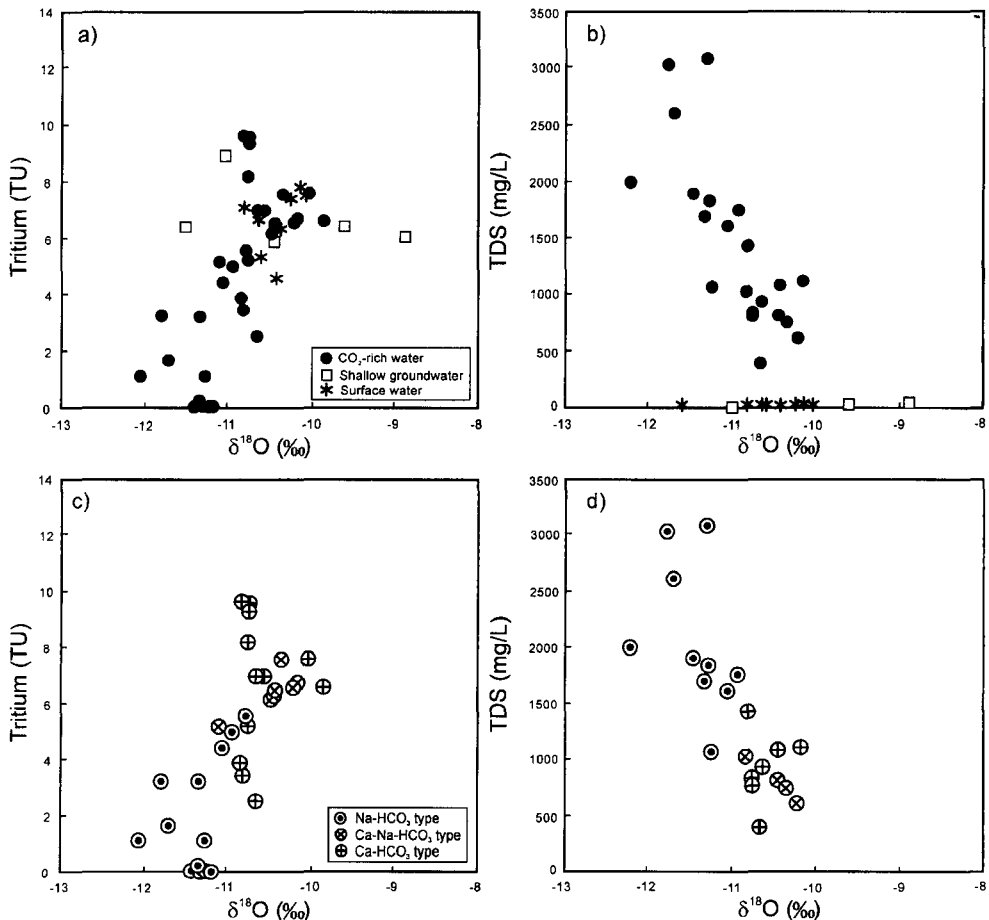 a)
14
12
10
8
6
4
2
0
Tritium (TU)
CO₂-rich water
Shallow groundwater
Surface water
-13 -12 -11 -10 -9 -8
δ¹⁸O (‰)
b)
3500
3000
2500
2000
1500
1000
500
0
TDS (mg/L)
-13 -12 -11 -10 -9 -8
δ¹⁸O (‰)
c)
14
12
10
8
6
4
2
0
Tritium (TU)
Na-HCO₃ type
Ca-Na-HCO₃ type
Ca-HCO₃ type
-13 -12 -11 -10 -9 -8
δ¹⁸O (‰)
d)
3500
3000
2500
2000
1500
1000
500
0
TDS (mg/L)
-13 -12 -11 -10 -9 -8
δ¹⁸O (‰)